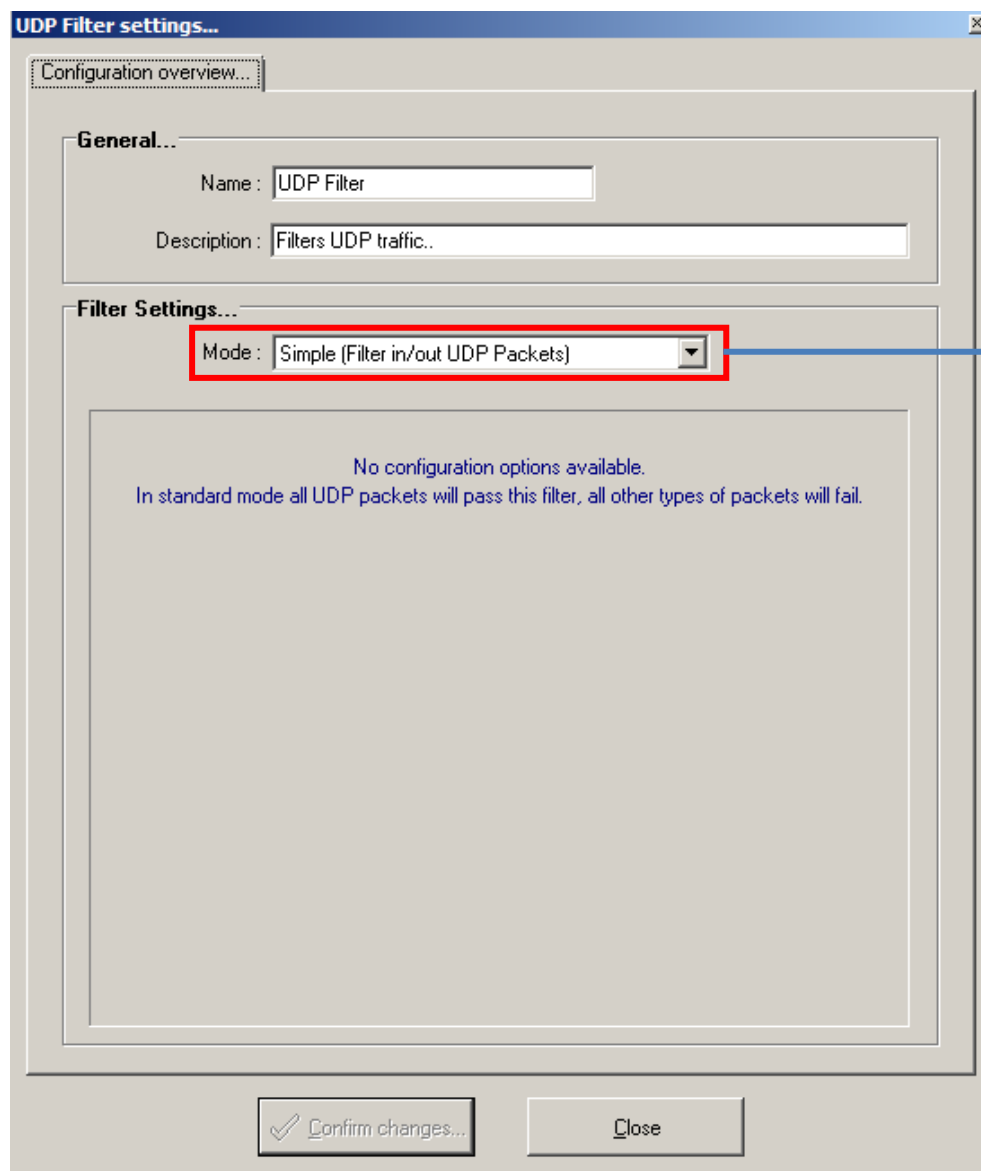 UDP Filter settings...
Configuration overview...
General...
Name : UDP Filter
Description : Filters UDP traffic..
Filter Settings...
Mode : Simple (Filter in/out UDP Packets)
No configuration options available.
In standard mode all UDP packets will pass this filter, all other types of packets will fail.
Confirm changes... Close